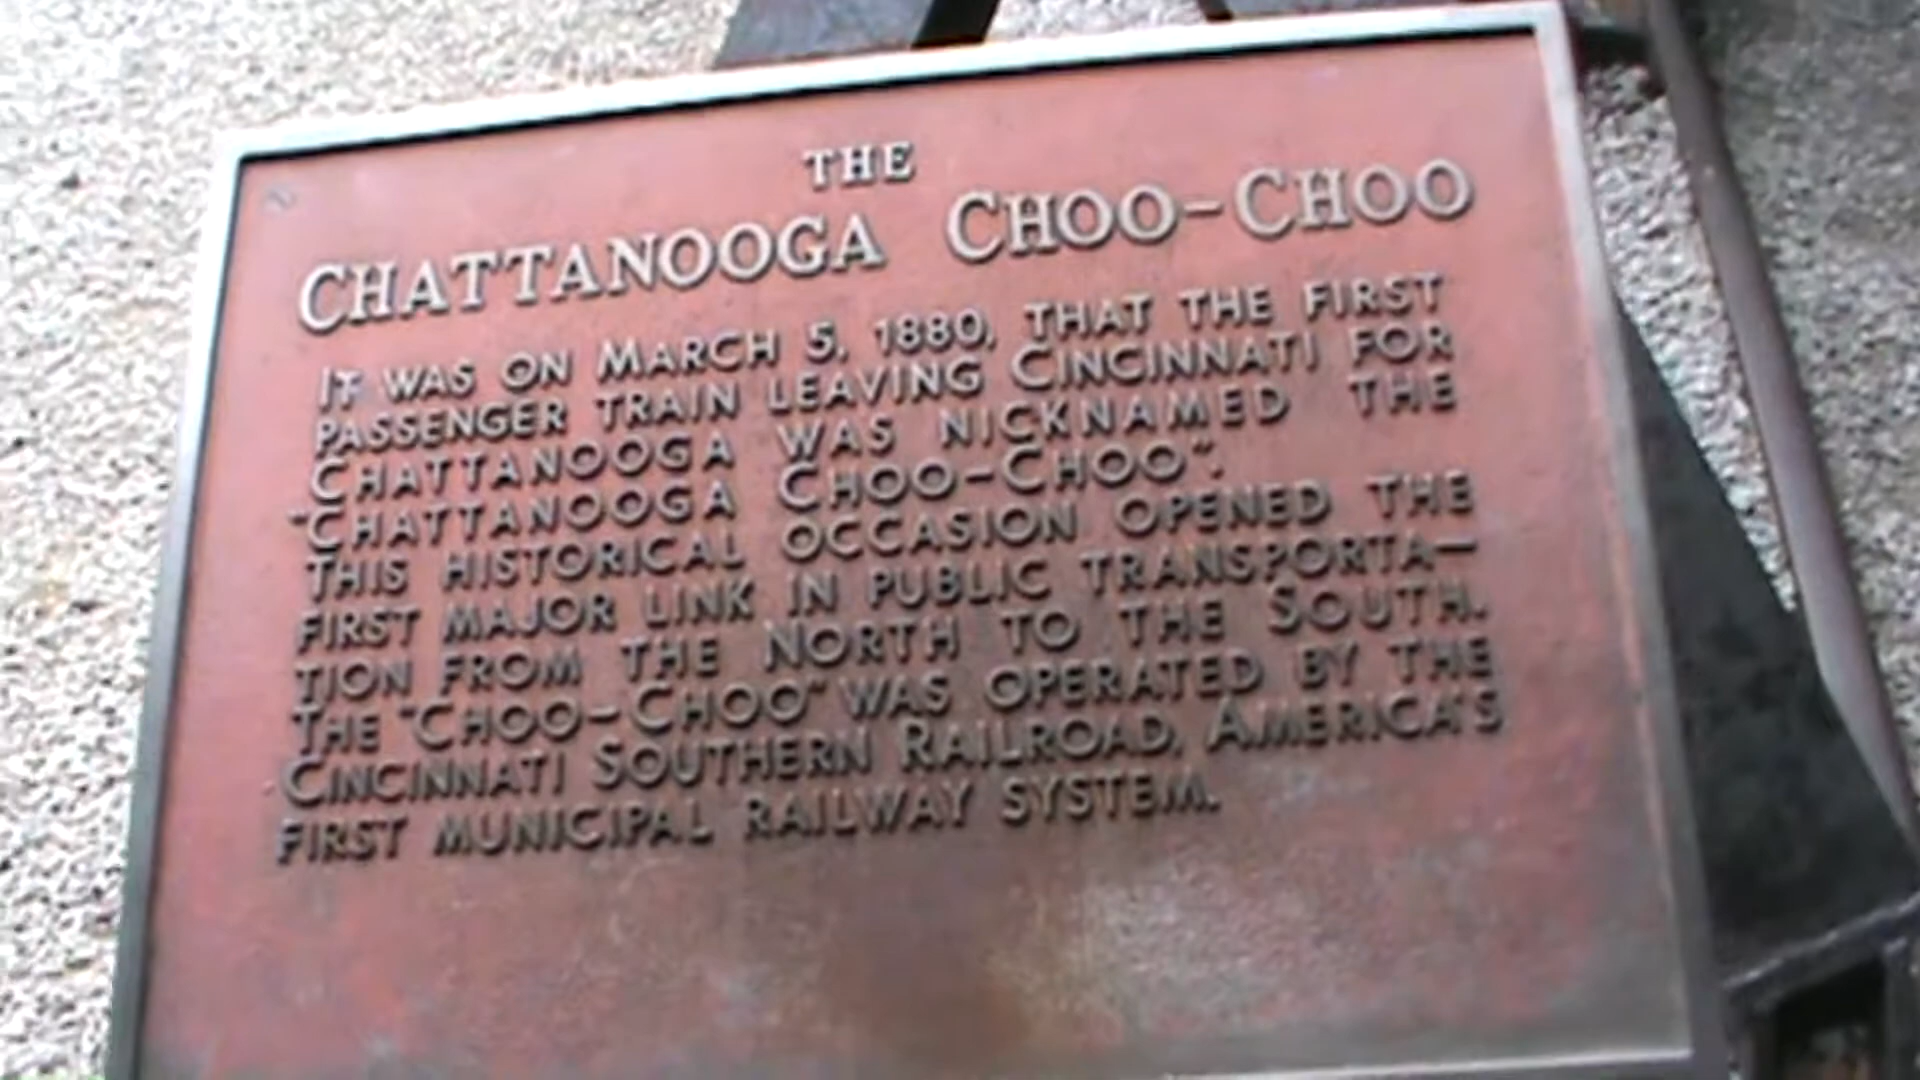 THE
CHATTANOOGA CHOO-CHOO
IT WAS ON MARCH 5, 1880, THAT THE FIRST
PASSENGER TRAIN LEAVING CINCINNATI FOR
CHATTANOOGA WAS NICKNAMED THE
"CHATTANOOGA CHOO-CHOO".
THIS HISTORICAL OCCASION OPENED THE
FIRST MAJOR LINK IN PUBLIC TRANSPORTA-
TION FROM THE NORTH TO THE SOUTH.
THE "CHOO-CHOO" WAS OPERATED BY THE
CINCINNATI SOUTHERN RAILROAD, AMERICA'S
FIRST MUNICIPAL RAILWAY SYSTEM.